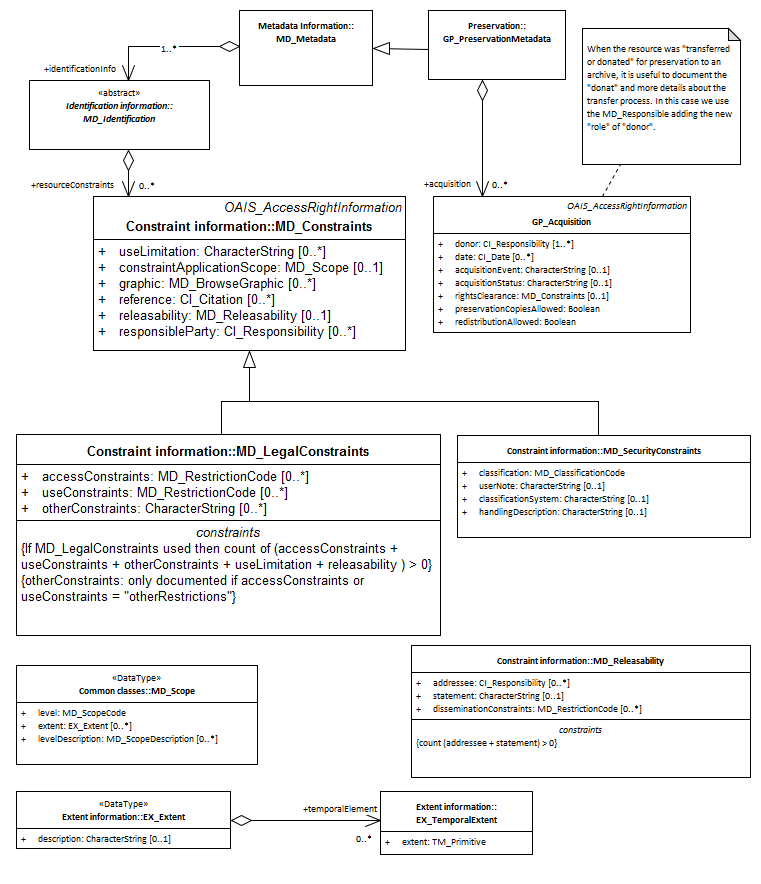 Metadata Information::
MD_Metadata
Preservation::
GP_PreservationMetadata
When the resource was "transferred
or donated" for preservation to an
archive, it is useful to document the
"donat" and more details about the
transfer process. In this case we use
the MD_Responsible adding the new
"role" of "donor".
1..*
+identificationInfo
«abstract»
Identification information::
MD_Identification
+resourceConstraints
0..*
+acquisition
0..*
OAIS_AccessRightInformation
Constraint information::MD_Constraints
+ useLimitation: CharacterString [0..*]
+ constraintApplicationScope: MD_Scope [0..1]
+ graphic: MD_BrowseGraphic [0..*]
+ reference: CI_Citation [0..*]
+ releasability: MD_Releasability [0..1]
+ responsibleParty: CI_Responsibility [0..*]
OAIS_AccessRightInformation
GP_Acquisition
+ donor: CI_Responsibility [1..*]
+ date: CI_Date [0..*]
+ acquisitionEvent: CharacterString [0..1]
+ acquisitionStatus: CharacterString [0..1]
+ rightsClearance: MD_Constraints [0..1]
+ preservationCopiesAllowed: Boolean
+ redistributionAllowed: Boolean
Constraint information::MD_LegalConstraints
+ accessConstraints: MD_RestrictionCode [0..*]
+ useConstraints: MD_RestrictionCode [0..*]
+ otherConstraints: CharacterString [0..*]
constraints
{If MD_LegalConstraints used then count of (accessConstraints +
useConstraints + otherConstraints + useLimitation + releasability ) > 0}
{otherConstraints: only documented if accessConstraints or
useConstraints = "otherRestrictions"}
Constraint information::MD_SecurityConstraints
+ classification: MD_ClassificationCode
+ userNote: CharacterString [0..1]
+ classificationSystem: CharacterString [0..1]
+ handlingDescription: CharacterString [0..1]
«DataType»
Common classes::MD_Scope
+ level: MD_ScopeCode
+ extent: EX_Extent [0..*]
+ levelDescription: MD_ScopeDescription [0..*]
Constraint information::MD_Releasability
+ addressee: CI_Responsibility [0..*]
+ statement: CharacterString [0..1]
+ disseminationConstraints: MD_RestrictionCode [0..*]
constraints
{count (addressee + statement) > 0}
«DataType»
Extent information::EX_Extent
+ description: CharacterString [0..1]
+temporalElement
0..*
Extent information::
EX_TemporalExtent
+ extent: TM_Primitive